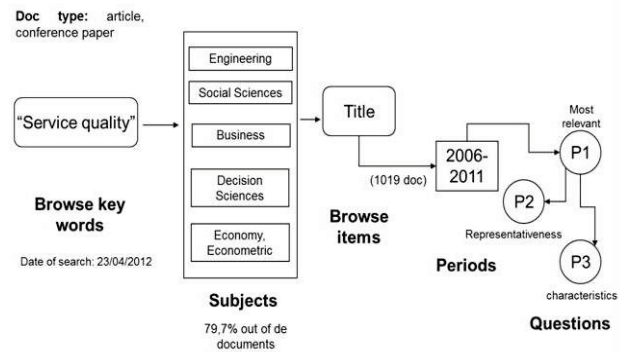 Doc type: article,
conference paper
“Service quality”
Browse key
words
Date of search: 23/04/2012
Engineering
Social Sciences
Business
Decision
Sciences
Economy,
Econometric
Subjects
79,7% out of de
documents
Title
Browse
items
(1019 doc)
2006-
2011
Periods
Most
relevant
P1
P2
Representativeness
P3
characteristics
Questions